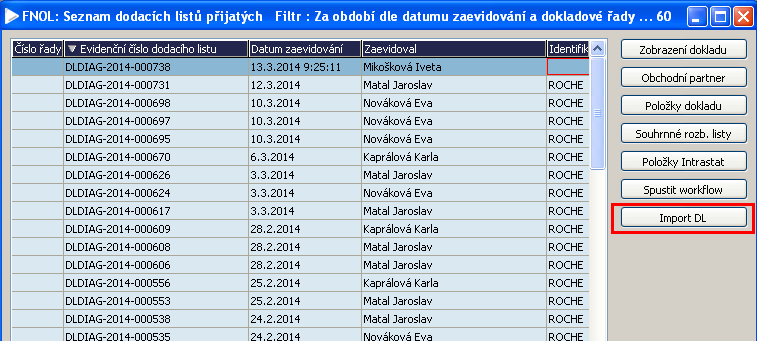 FNOL: Seznam dodacích listů přijatých   Filtr : Za období dle datumu zaevidování a dokladové řady ... 60
Číslo řady ▼ Evidenční číslo dodacího listu Datum zaevidování Zaevidoval Identifik
DLDIAG-2014-000738 13.3.2014 9:25:11 Mikošková Iveta
DLDIAG-2014-000731 12.3.2014 Matal Jaroslav ROCHE
DLDIAG-2014-000698 10.3.2014 Nováková Eva ROCHE
DLDIAG-2014-000697 10.3.2014 Nováková Eva ROCHE
DLDIAG-2014-000695 10.3.2014 Nováková Eva ROCHE
DLDIAG-2014-000670 6.3.2014 Kaprálová Karla ROCHE
DLDIAG-2014-000626 3.3.2014 Matal Jaroslav ROCHE
DLDIAG-2014-000624 3.3.2014 Nováková Eva ROCHE
DLDIAG-2014-000617 3.3.2014 Matal Jaroslav ROCHE
DLDIAG-2014-000609 28.2.2014 Kaprálová Karla ROCHE
DLDIAG-2014-000608 28.2.2014 Matal Jaroslav ROCHE
DLDIAG-2014-000606 28.2.2014 Matal Jaroslav ROCHE
DLDIAG-2014-000556 25.2.2014 Kaprálová Karla ROCHE
DLDIAG-2014-000553 25.2.2014 Matal Jaroslav ROCHE
DLDIAG-2014-000538 24.2.2014 Matal Jaroslav ROCHE
DLDIAG-2014-000535 24.2.2014 Nováková Eva ROCHE
Zobrazení dokladu
Obchodní partner
Položky dokladu
Souhrnné rozb. listy
Položky Intrastat
Spustit workflow
Import DL